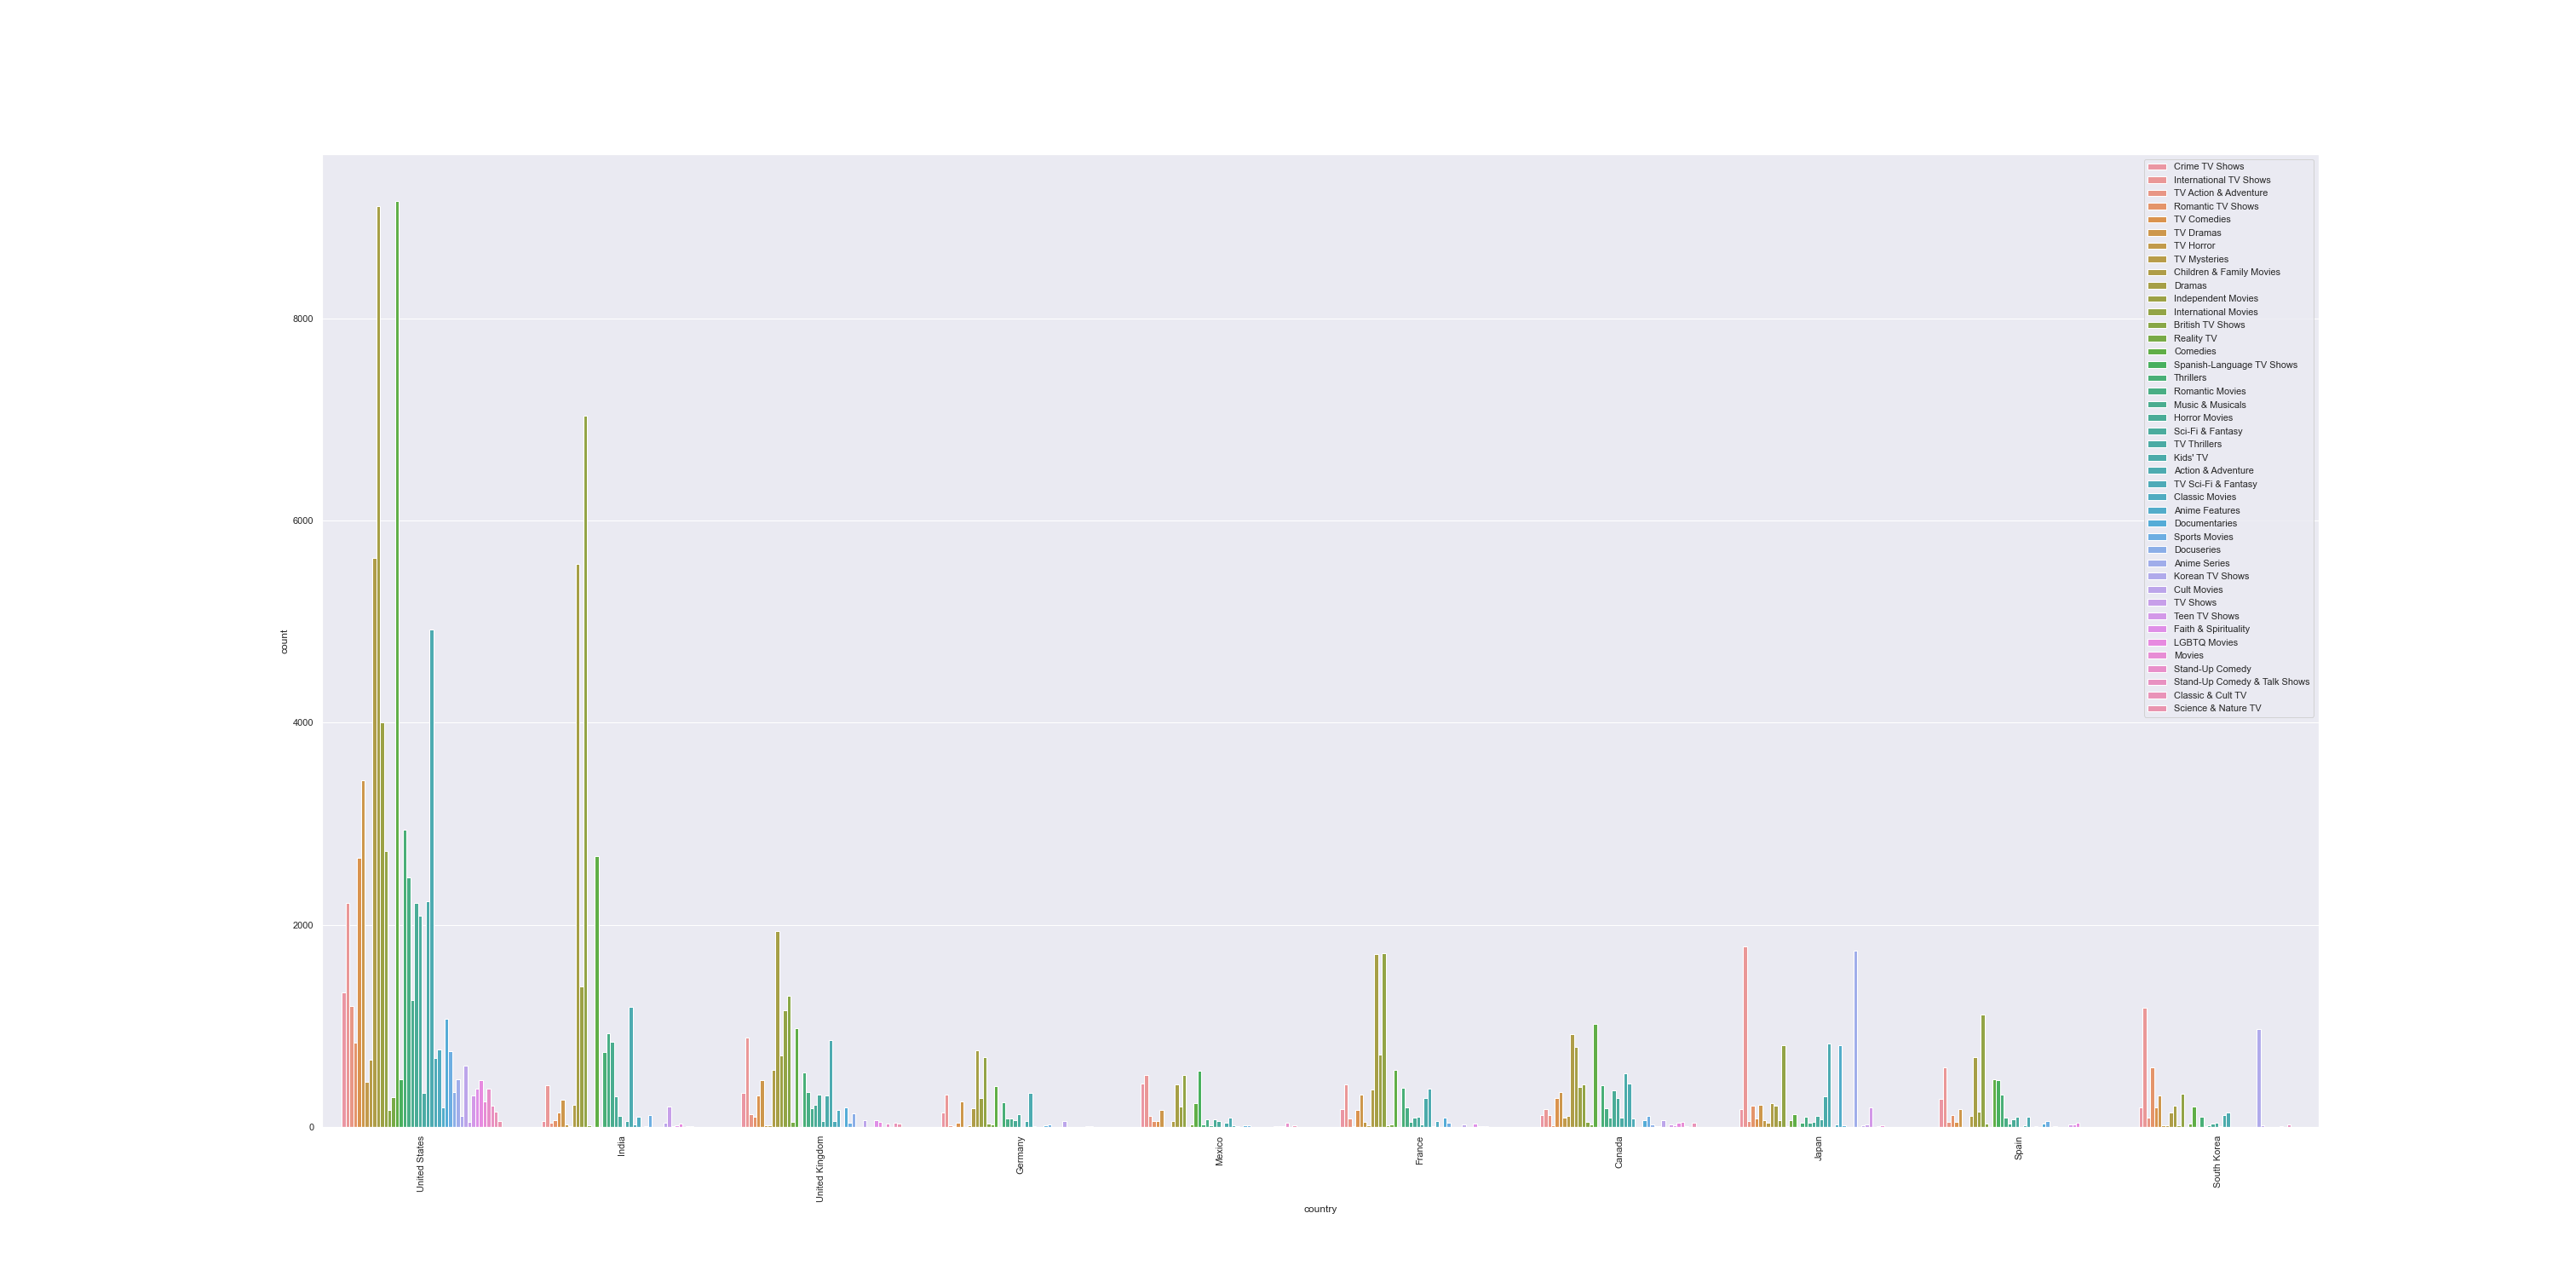 8000
6000
4000
2000
0
count
United States
India
United Kingdom
Germany
Mexico
France
Canada
Japan
Spain
South Korea
country
Crime TV Shows
International TV Shows
TV Action & Adventure
Romantic TV Shows
TV Comedies
TV Dramas
TV Horror
TV Mysteries
Children & Family Movies
Dramas
Independent Movies
International Movies
British TV Shows
Reality TV
Comedies
Spanish-Language TV Shows
Thrillers
Romantic Movies
Music & Musicals
Horror Movies
Sci-Fi & Fantasy
TV Thrillers
Kids' TV
Action & Adventure
TV Sci-Fi & Fantasy
Classic Movies
Anime Features
Documentaries
Sports Movies
Docuseries
Anime Series
Korean TV Shows
Cult Movies
TV Shows
Teen TV Shows
Faith & Spirituality
LGBTQ Movies
Movies
Stand-Up Comedy
Stand-Up Comedy & Talk Shows
Classic & Cult TV
Science & Nature TV